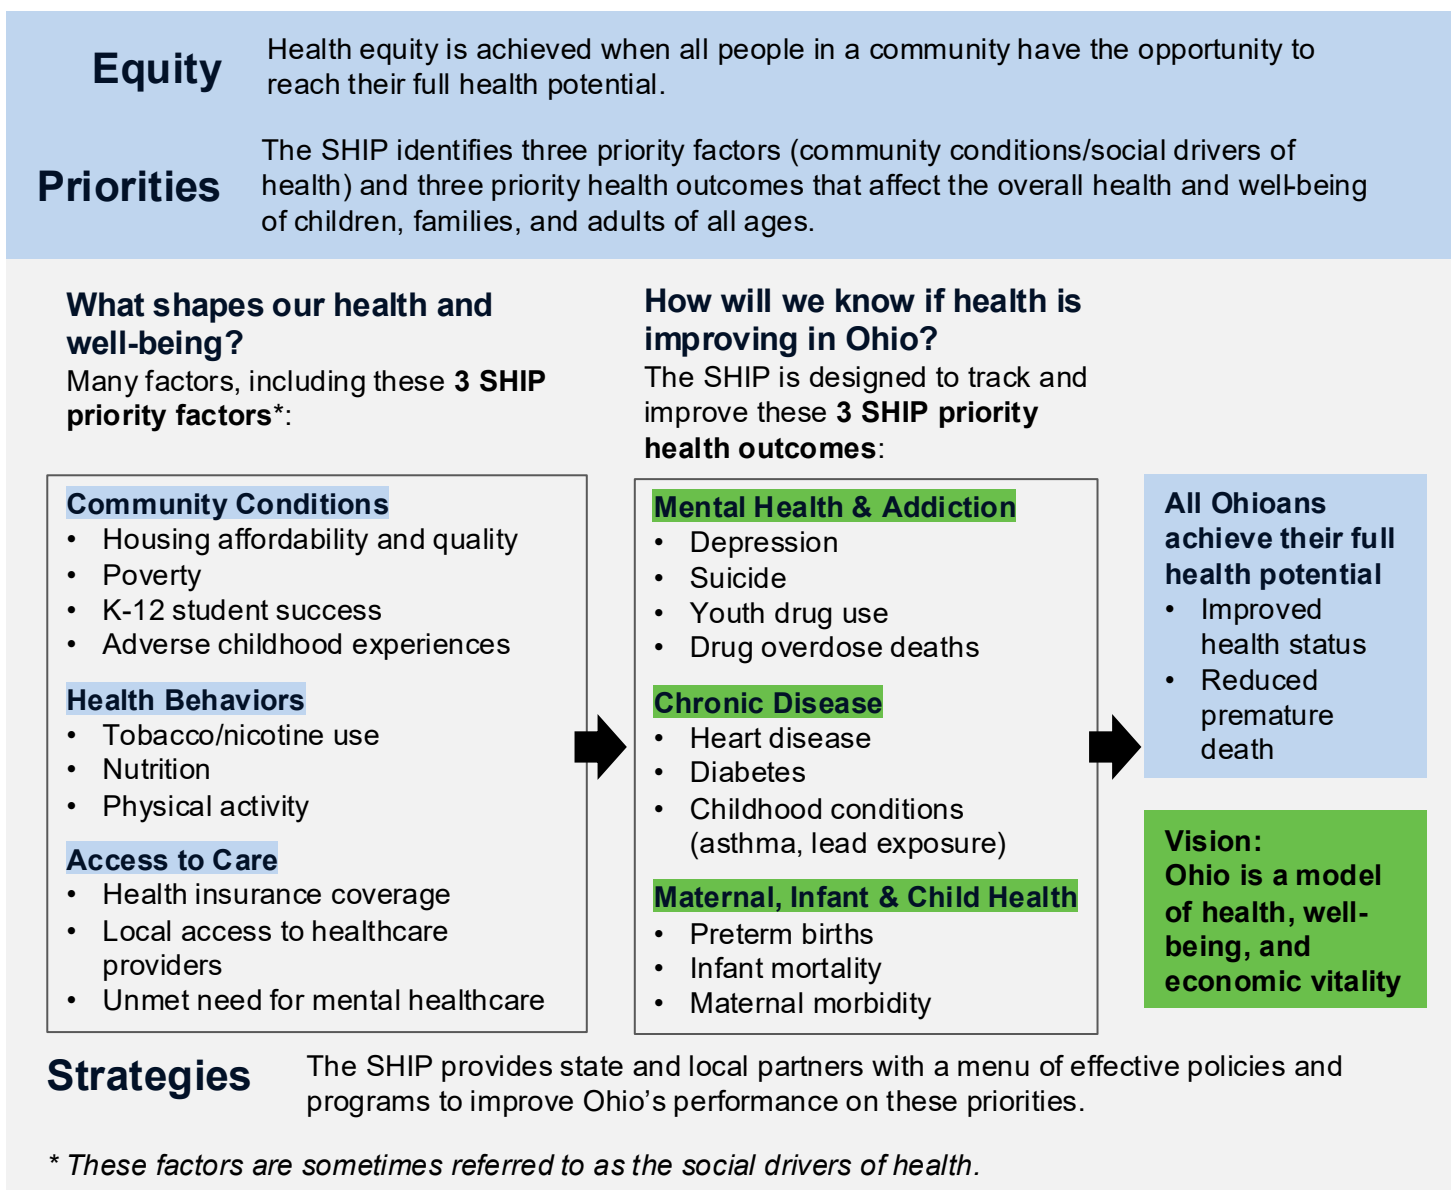 Equity
Health equity is achieved when all people in a community have the opportunity to
reach their full health potential.
Priorities
The SHIP identifies three priority factors (community conditions/social drivers of
health) and three priority health outcomes that affect the overall health and well-being
of children, families, and adults of all ages.
What shapes our health and
well-being?
Many factors, including these 3 SHIP
priority factors*:
Community Conditions
• Housing affordability and quality
• Poverty
• K-12 student success
• Adverse childhood experiences
Health Behaviors
• Tobacco/nicotine use
• Nutrition
• Physical activity
Access to Care
• Health insurance coverage
• Local access to healthcare
providers
• Unmet need for mental healthcare
How will we know if health is
improving in Ohio?
The SHIP is designed to track and
improve these 3 SHIP priority
health outcomes:
Mental Health & Addiction
• Depression
• Suicide
• Youth drug use
• Drug overdose deaths
Chronic Disease
• Heart disease
• Diabetes
• Childhood conditions
(asthma, lead exposure)
Maternal, Infant & Child Health
• Preterm births
• Infant mortality
• Maternal morbidity
All Ohioans
achieve their full
health potential
• Improved
health status
• Reduced
premature
death
Vision:
Ohio is a model
of health, well-
being, and
economic vitality
Strategies
The SHIP provides state and local partners with a menu of effective policies and
programs to improve Ohio’s performance on these priorities.
* These factors are sometimes referred to as the social drivers of health.